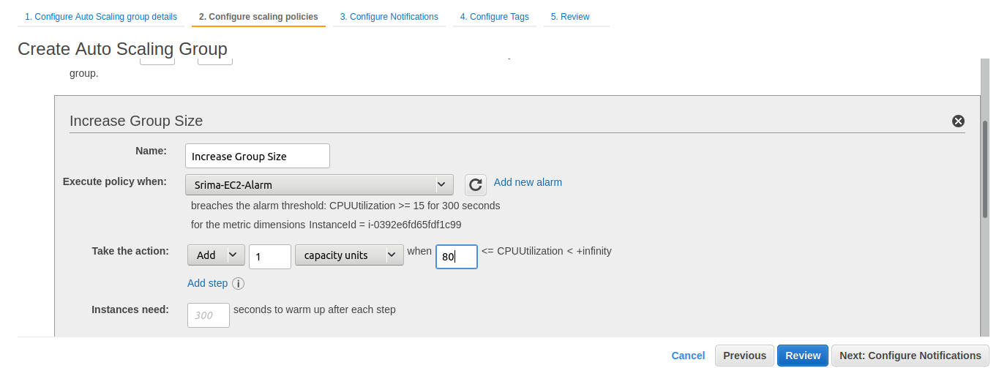 1. Configure Auto Scaling group details 2. Configure scaling policies 3. Configure Notifications 4. Configure Tags 5. Review
Create Auto Scaling Group
group.
Increase Group Size
Name: Increase Group Size
Execute policy when: Srima-EC2-Alarm Add new alarm
breaches the alarm threshold: CPUUtilization >= 15 for 300 seconds
for the metric dimensions InstanceId = i-0392e6fd65fdf1c99
Take the action: Add 1 capacity units when 80 <= CPUUtilization < +infinity
Add step i
Instances need: 300 seconds to warm up after each step
Cancel Previous Review Next: Configure Notifications